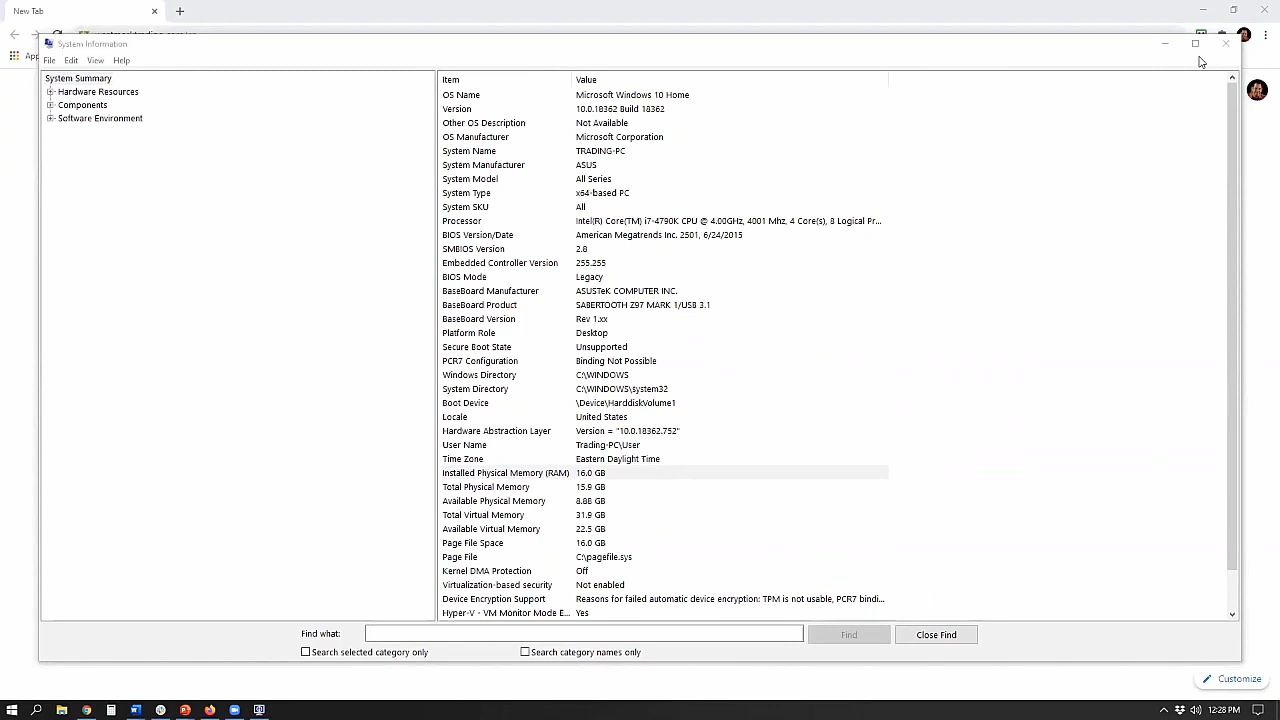 New Tab
System Information
File Edit View Help
System Summary
Hardware Resources
Components
Software Environment
Item Value
OS Name Microsoft Windows 10 Home
Version 10.0.18362 Build 18362
Other OS Description Not Available
OS Manufacturer Microsoft Corporation
System Name TRADING-PC
System Manufacturer ASUS
System Model All Series
System Type x64-based PC
System SKU All
Processor Intel(R) Core(TM) i7-4790K CPU @ 4.00GHz, 4001 Mhz, 4 Core(s), 8 Logical Pr...
BIOS Version/Date American Megatrends Inc. 2501, 6/24/2015
SMBIOS Version 2.8
Embedded Controller Version 255.255
BIOS Mode Legacy
BaseBoard Manufacturer ASUSTeK COMPUTER INC.
BaseBoard Product SABERTOOTH Z97 MARK 1/USB 3.1
BaseBoard Version Rev 1.xx
Platform Role Desktop
Secure Boot State Unsupported
PCR7 Configuration Binding Not Possible
Windows Directory C:\WINDOWS
System Directory C:\WINDOWS\system32
Boot Device \Device\HarddiskVolume1
Locale United States
Hardware Abstraction Layer Version = "10.0.18362.752"
User Name Trading-PC\User
Time Zone Eastern Daylight Time
Installed Physical Memory (RAM) 16.0 GB
Total Physical Memory 15.9 GB
Available Physical Memory 8.88 GB
Total Virtual Memory 31.9 GB
Available Virtual Memory 22.5 GB
Page File Space 16.0 GB
Page File C:\pagefile.sys
Kernel DMA Protection Off
Virtualization-based security Not enabled
Device Encryption Support Reasons for failed automatic device encryption: TPM is not usable, PCR7 bindi...
Hyper-V - VM Monitor Mode E... Yes
Find what: Find Close Find
Search selected category only Search category names only
Customize
12:28 PM